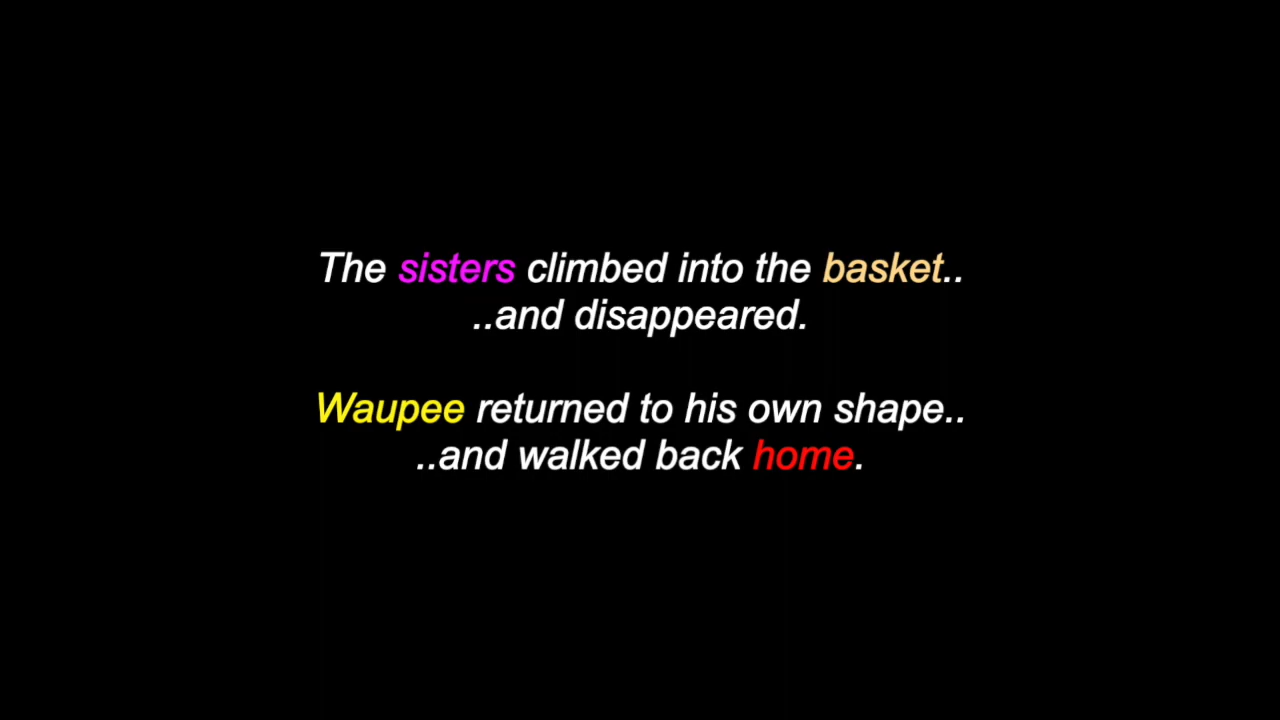 The sisters climbed into the basket..
..and disappeared.
Waupee returned to his own shape..
..and walked back home.